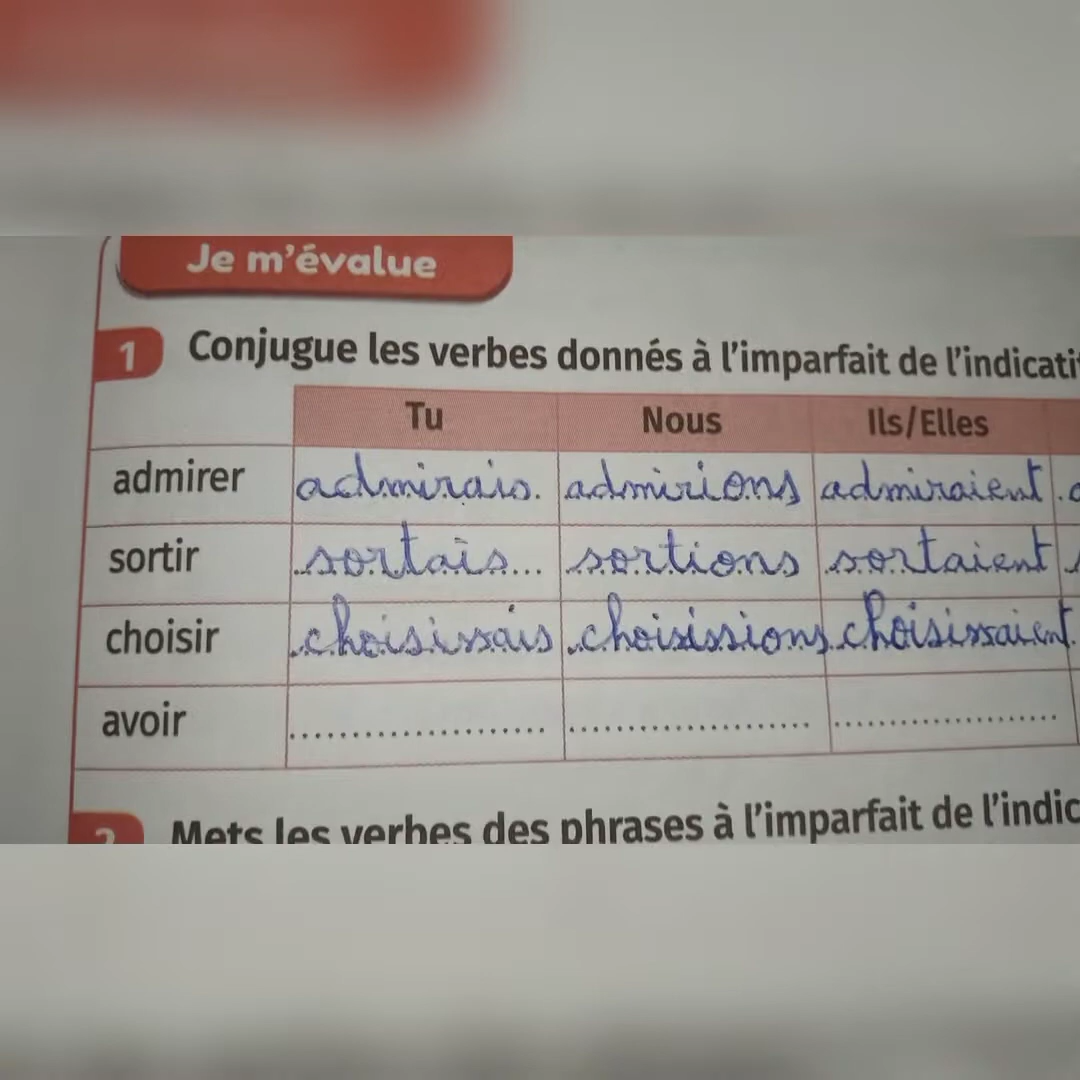 Je m'évalue
1 Conjugue les verbes donnés à l'imparfait de l'indicati
Tu Nous Ils/Elles
admirer admirais. admirions admiraient
sortir sortais... sortions sortaient
choisir choisissais choisissions choisissaient
avoir .................... .................... ....................
2 Mets les verbes des phrases à l'imparfait de l'indic